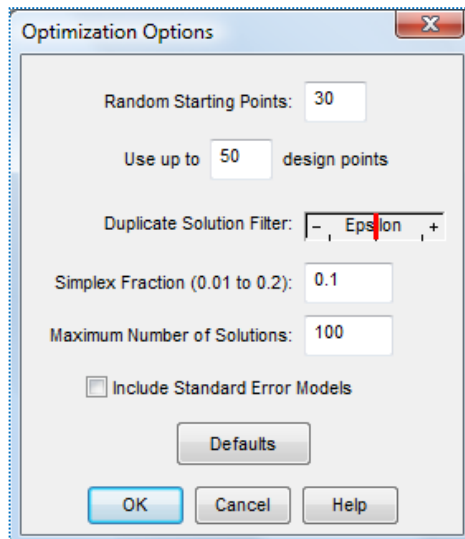 Optimization Options
Random Starting Points: 30
Use up to 50 design points
Duplicate Solution Filter: - Epsilon +
Simplex Fraction (0.01 to 0.2): 0.1
Maximum Number of Solutions: 100
Include Standard Error Models
Defaults
OK Cancel Help